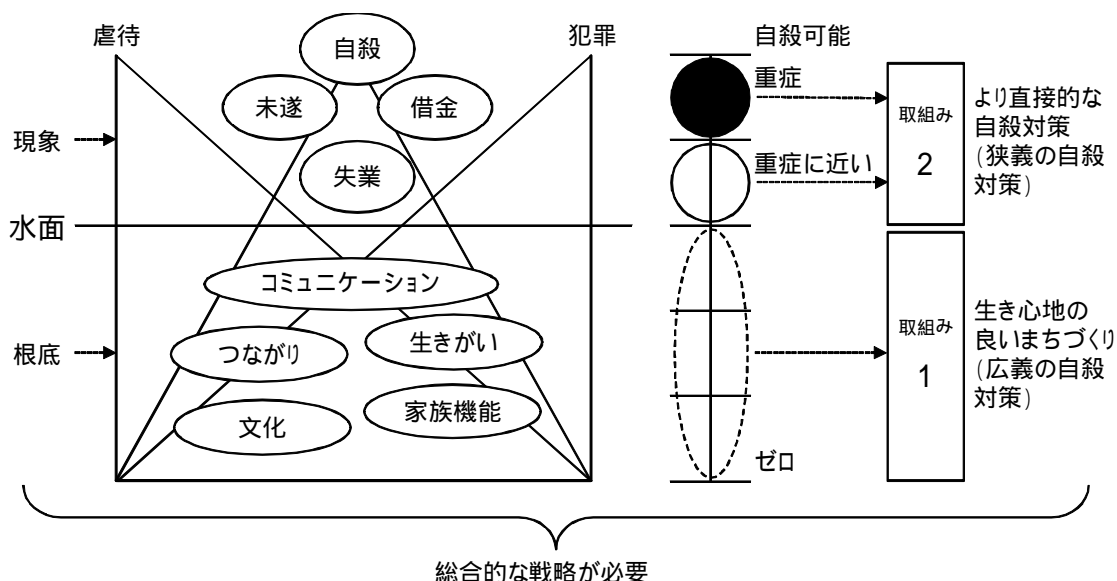 虐待
自殺
犯罪
自殺可能
未遂
借金
重症
現象
失業
重症に近い
取組み
2
より直接的な
自殺対策
(狭義の自殺
対策)
水面
コミュニケーション
つながり
生きがい
根底
文化
家族機能
取組み
1
生き心地の
良いまちづくり
(広義の自殺
対策)
ゼロ
総合的な戦略が必要